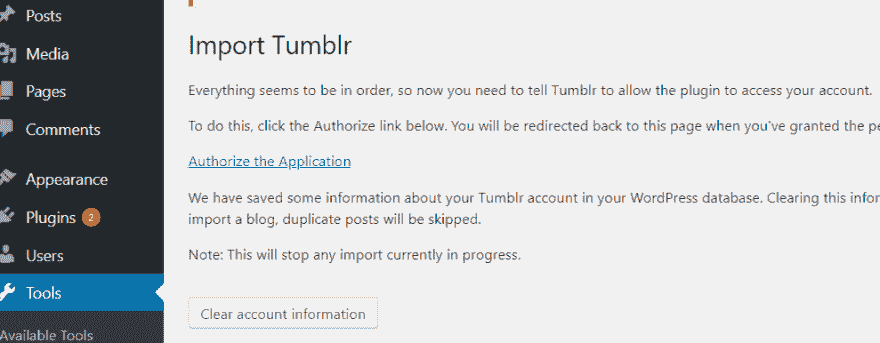 Posts
Media
Pages
Comments
Appearance
Plugins 2
Users
Tools
Available Tools
Import Tumblr
Everything seems to be in order, so now you need to tell Tumblr to allow the plugin to access your account.
To do this, click the Authorize link below. You will be redirected back to this page when you've granted the
Authorize the Application
We have saved some information about your Tumblr account in your WordPress database. Clearing this
import a blog, duplicate posts will be skipped.
Note: This will stop any import currently in progress.
Clear account information